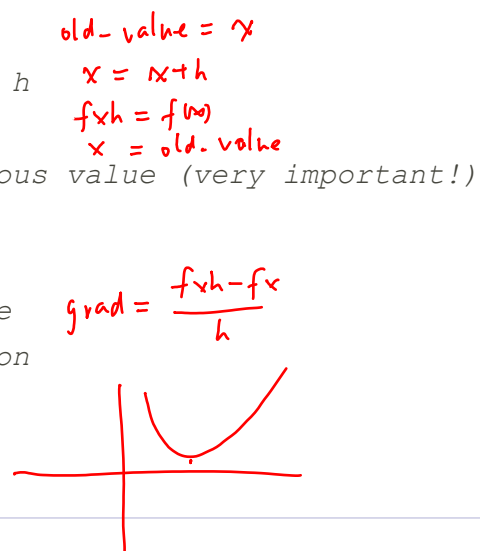 old_value = x
h x = x+h
fxh = f(x)
x = old_value
ous value (very important!)
e grad = fxh-fx / h
on